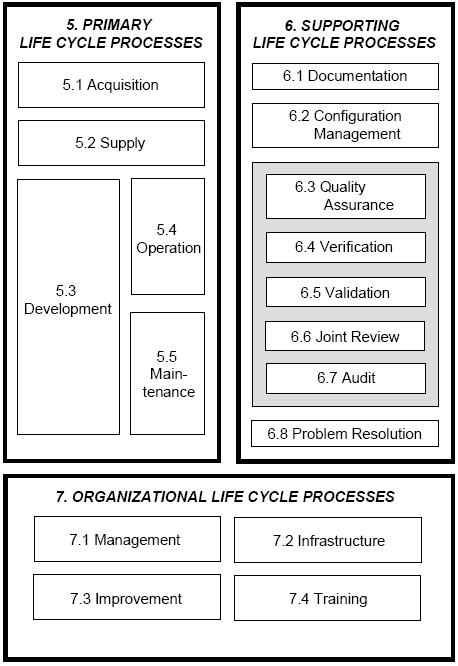 5. PRIMARY
LIFE CYCLE PROCESSES
5.1 Acquisition
5.2 Supply
5.3
Development
5.4
Operation
5.5
Main-
tenance
6. SUPPORTING
LIFE CYCLE PROCESSES
6.1 Documentation
6.2 Configuration
Management
6.3 Quality
Assurance
6.4 Verification
6.5 Validation
6.6 Joint Review
6.7 Audit
6.8 Problem Resolution
7. ORGANIZATIONAL LIFE CYCLE PROCESSES
7.1 Management
7.2 Infrastructure
7.3 Improvement
7.4 Training